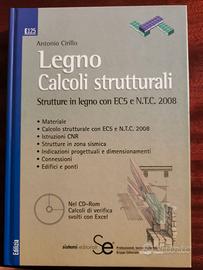 E125
Antonio Cirillo
Legno
Calcoli strutturali
Strutture in legno con EC5 e N.T.C. 2008
• Materiale
• Calcolo strutturale con EC5 e N.T.C. 2008
• Istruzioni CNR
• Strutture in zona sismica
• Indicazioni progettuali e dimensionamenti
• Connessioni
• Edifici e ponti
Nel CD-Rom
Calcoli di verifica
svolti con Excel
Edilizia
sistemi editoriali
Se